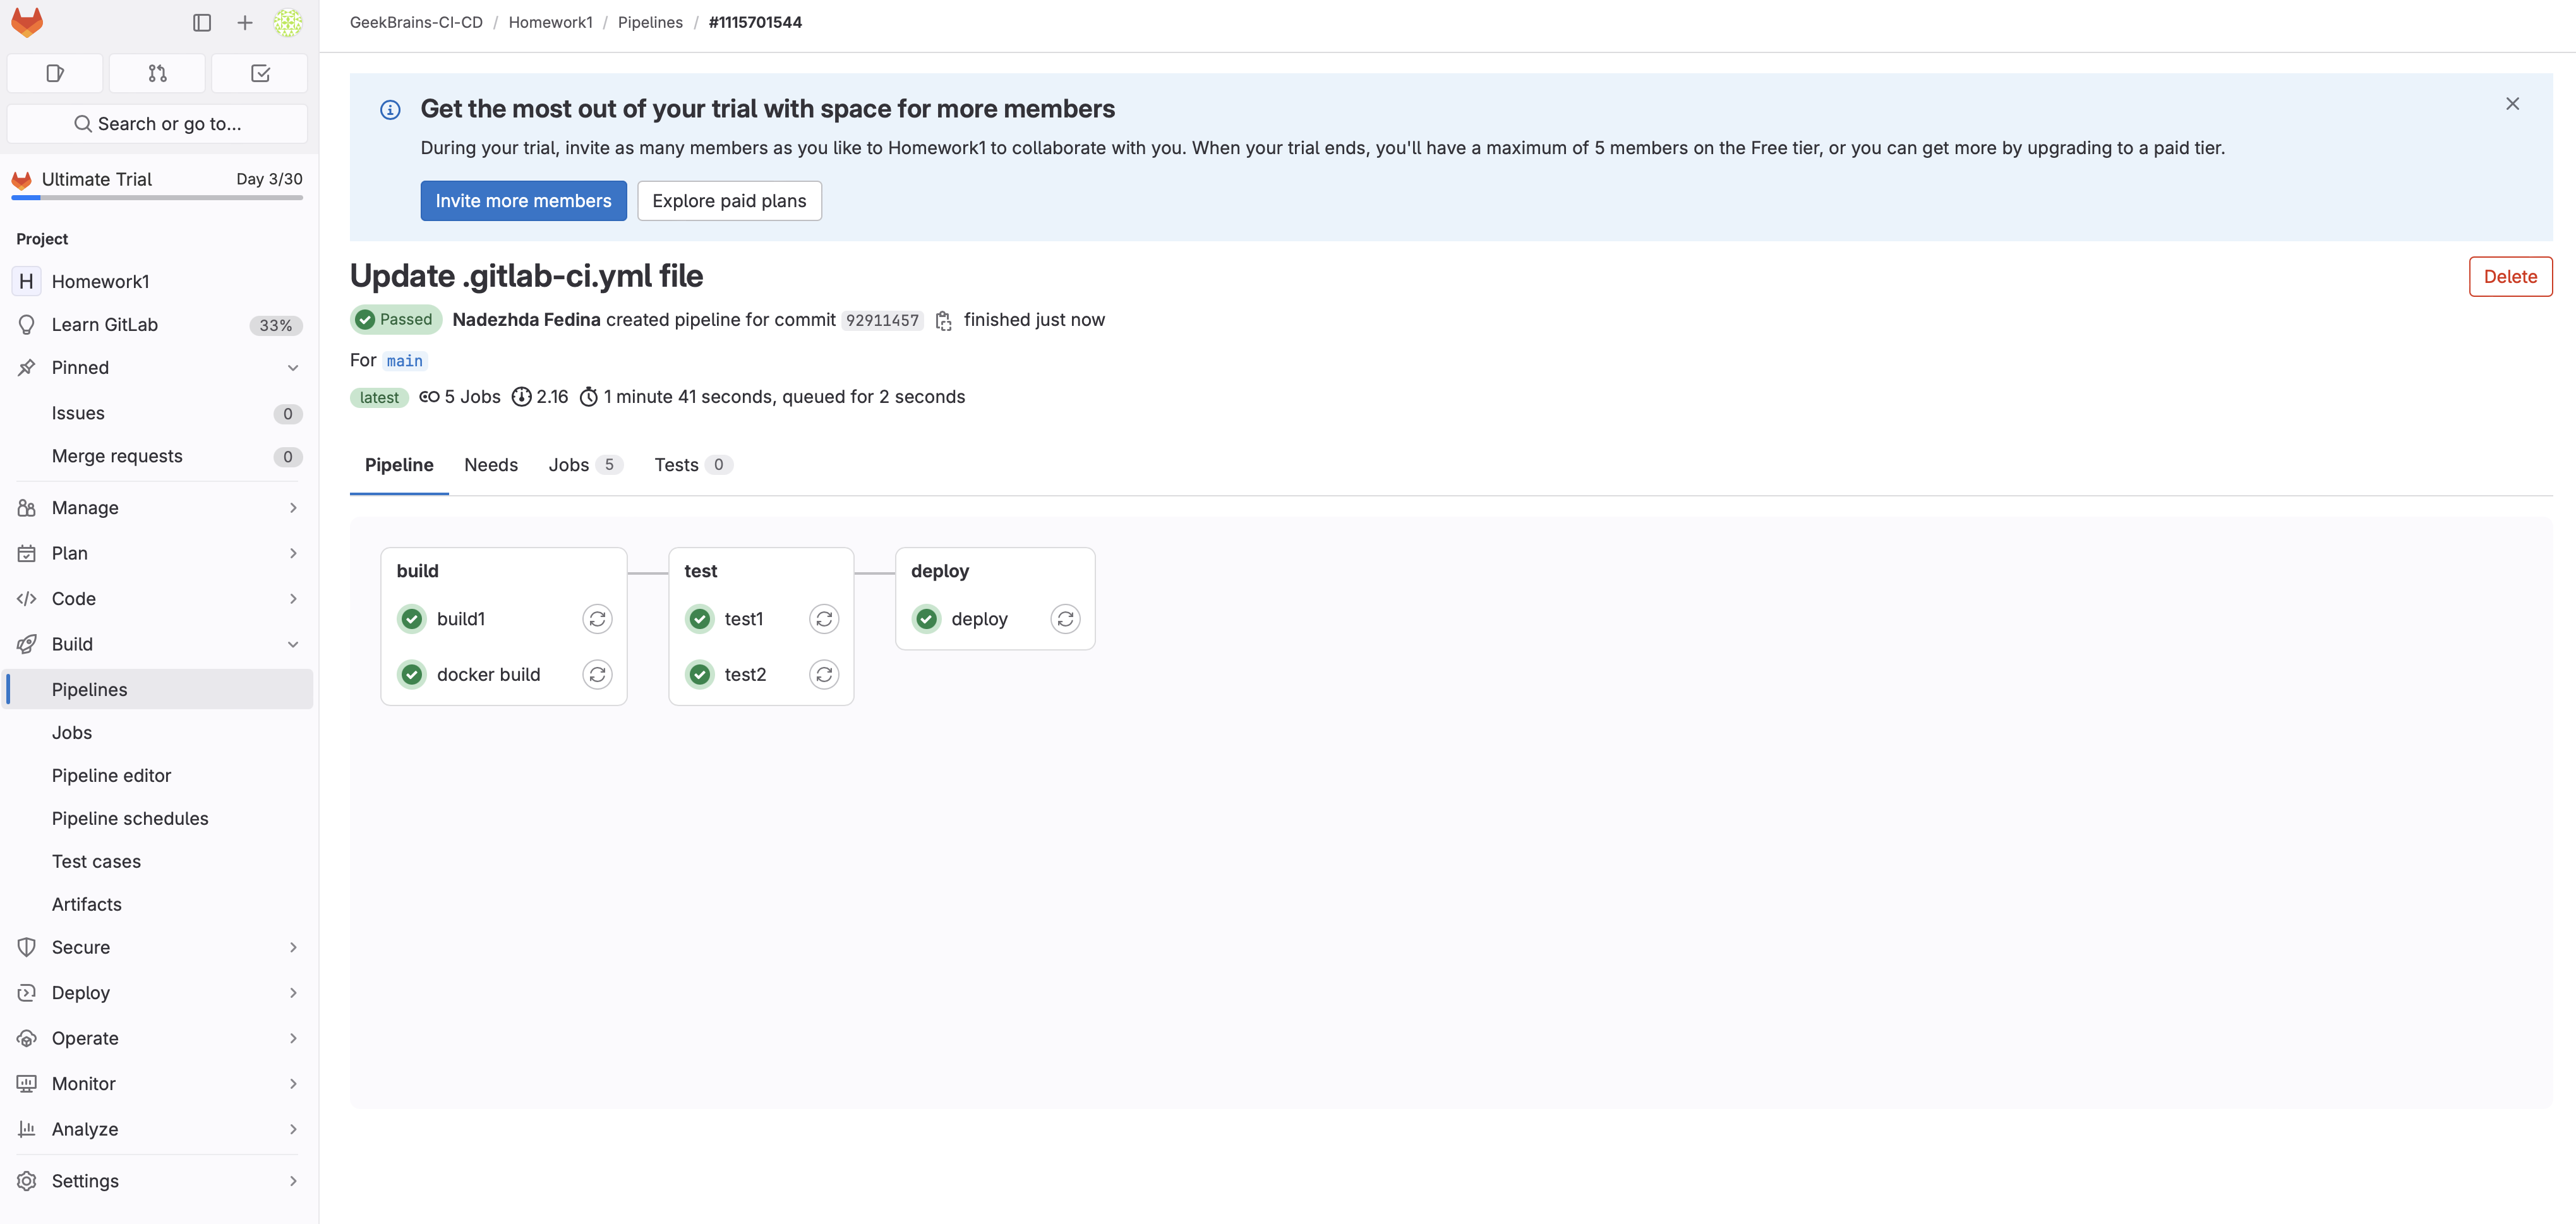 GeekBrains-CI-CD / Homework1 / Pipelines / #1115701544
Search or go to...
Ultimate Trial Day 3/30
Project
H Homework1
Learn GitLab 33%
Pinned
Issues 0
Merge requests 0
Manage
Plan
Code
Build
Pipelines
Jobs
Pipeline editor
Pipeline schedules
Test cases
Artifacts
Secure
Deploy
Operate
Monitor
Analyze
Settings
Get the most out of your trial with space for more members
During your trial, invite as many members as you like to Homework1 to collaborate with you. When your trial ends, you'll have a maximum of 5 members on the Free tier, or you can get more by upgrading to a paid tier.
Invite more members Explore paid plans
Update .gitlab-ci.yml file Delete
Passed Nadezhda Fedina created pipeline for commit 92911457 finished just now
For main
latest 5 Jobs 2.16 1 minute 41 seconds, queued for 2 seconds
Pipeline Needs Jobs 5 Tests 0
build
build1
docker build
test
test1
test2
deploy
deploy